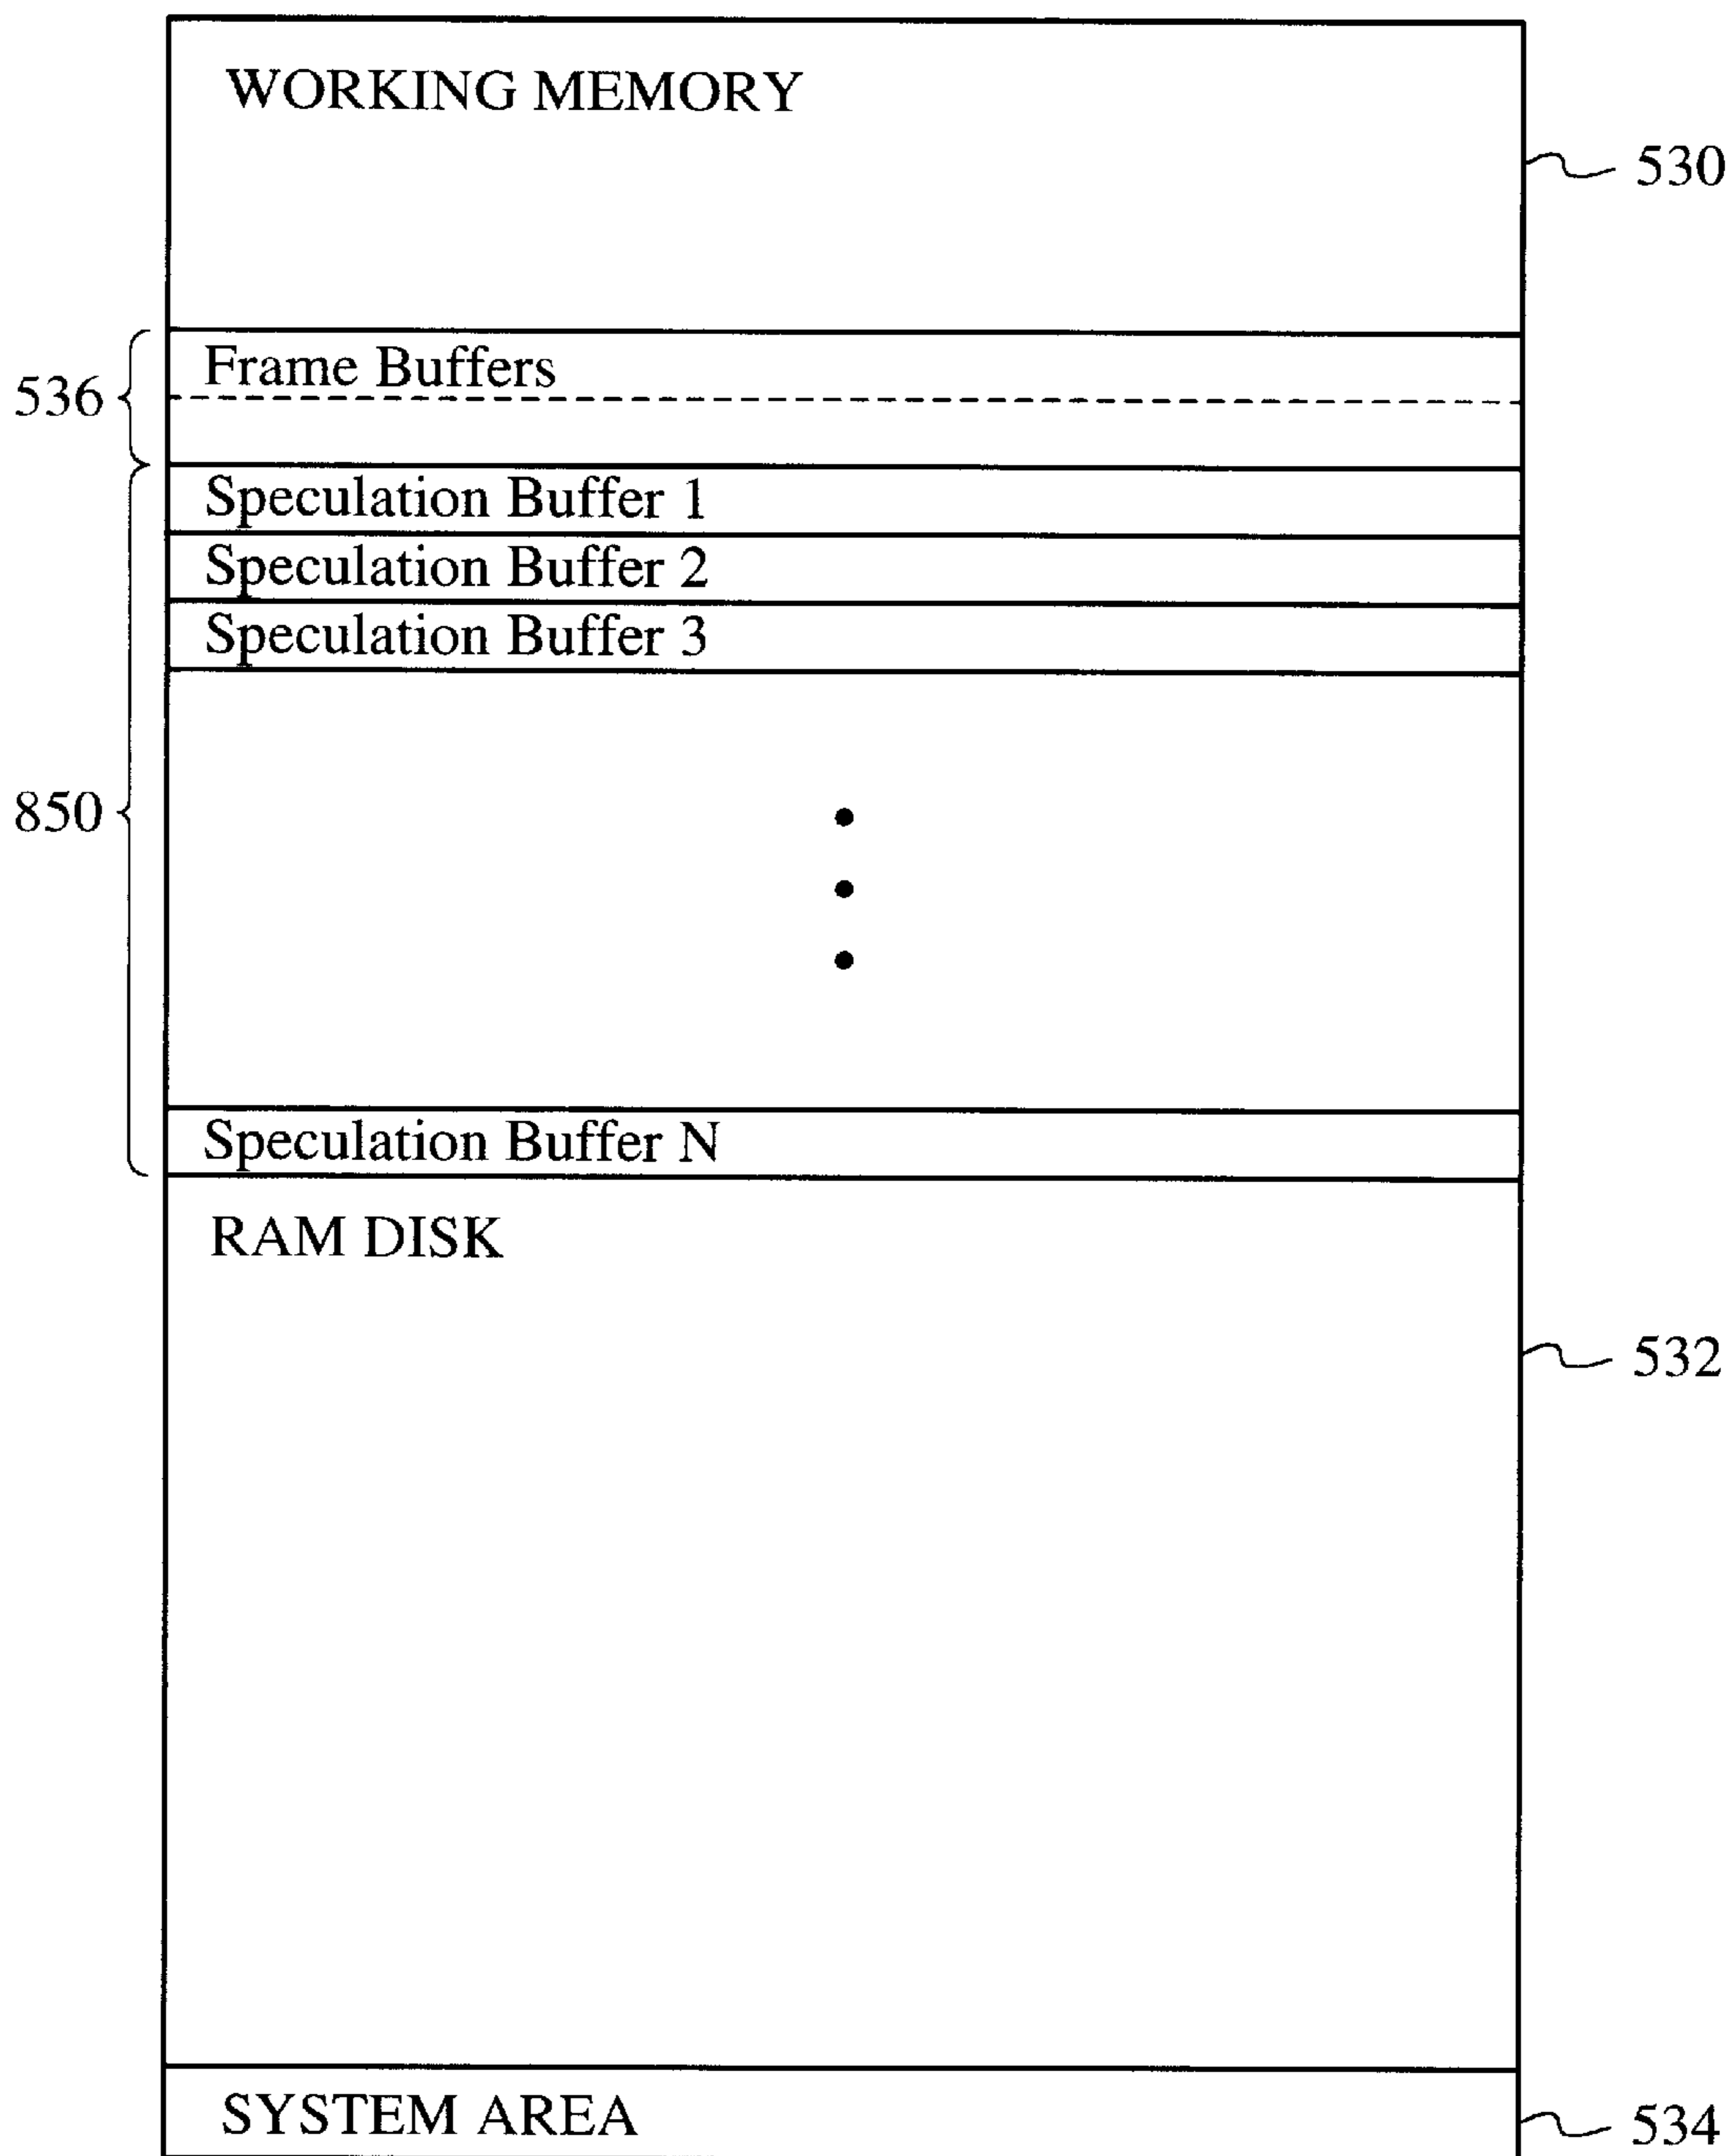 WORKING MEMORY
530
Frame Buffers
536
Speculation Buffer 1
Speculation Buffer 2
Speculation Buffer 3
850
Speculation Buffer N
RAM DISK
532
SYSTEM AREA
534